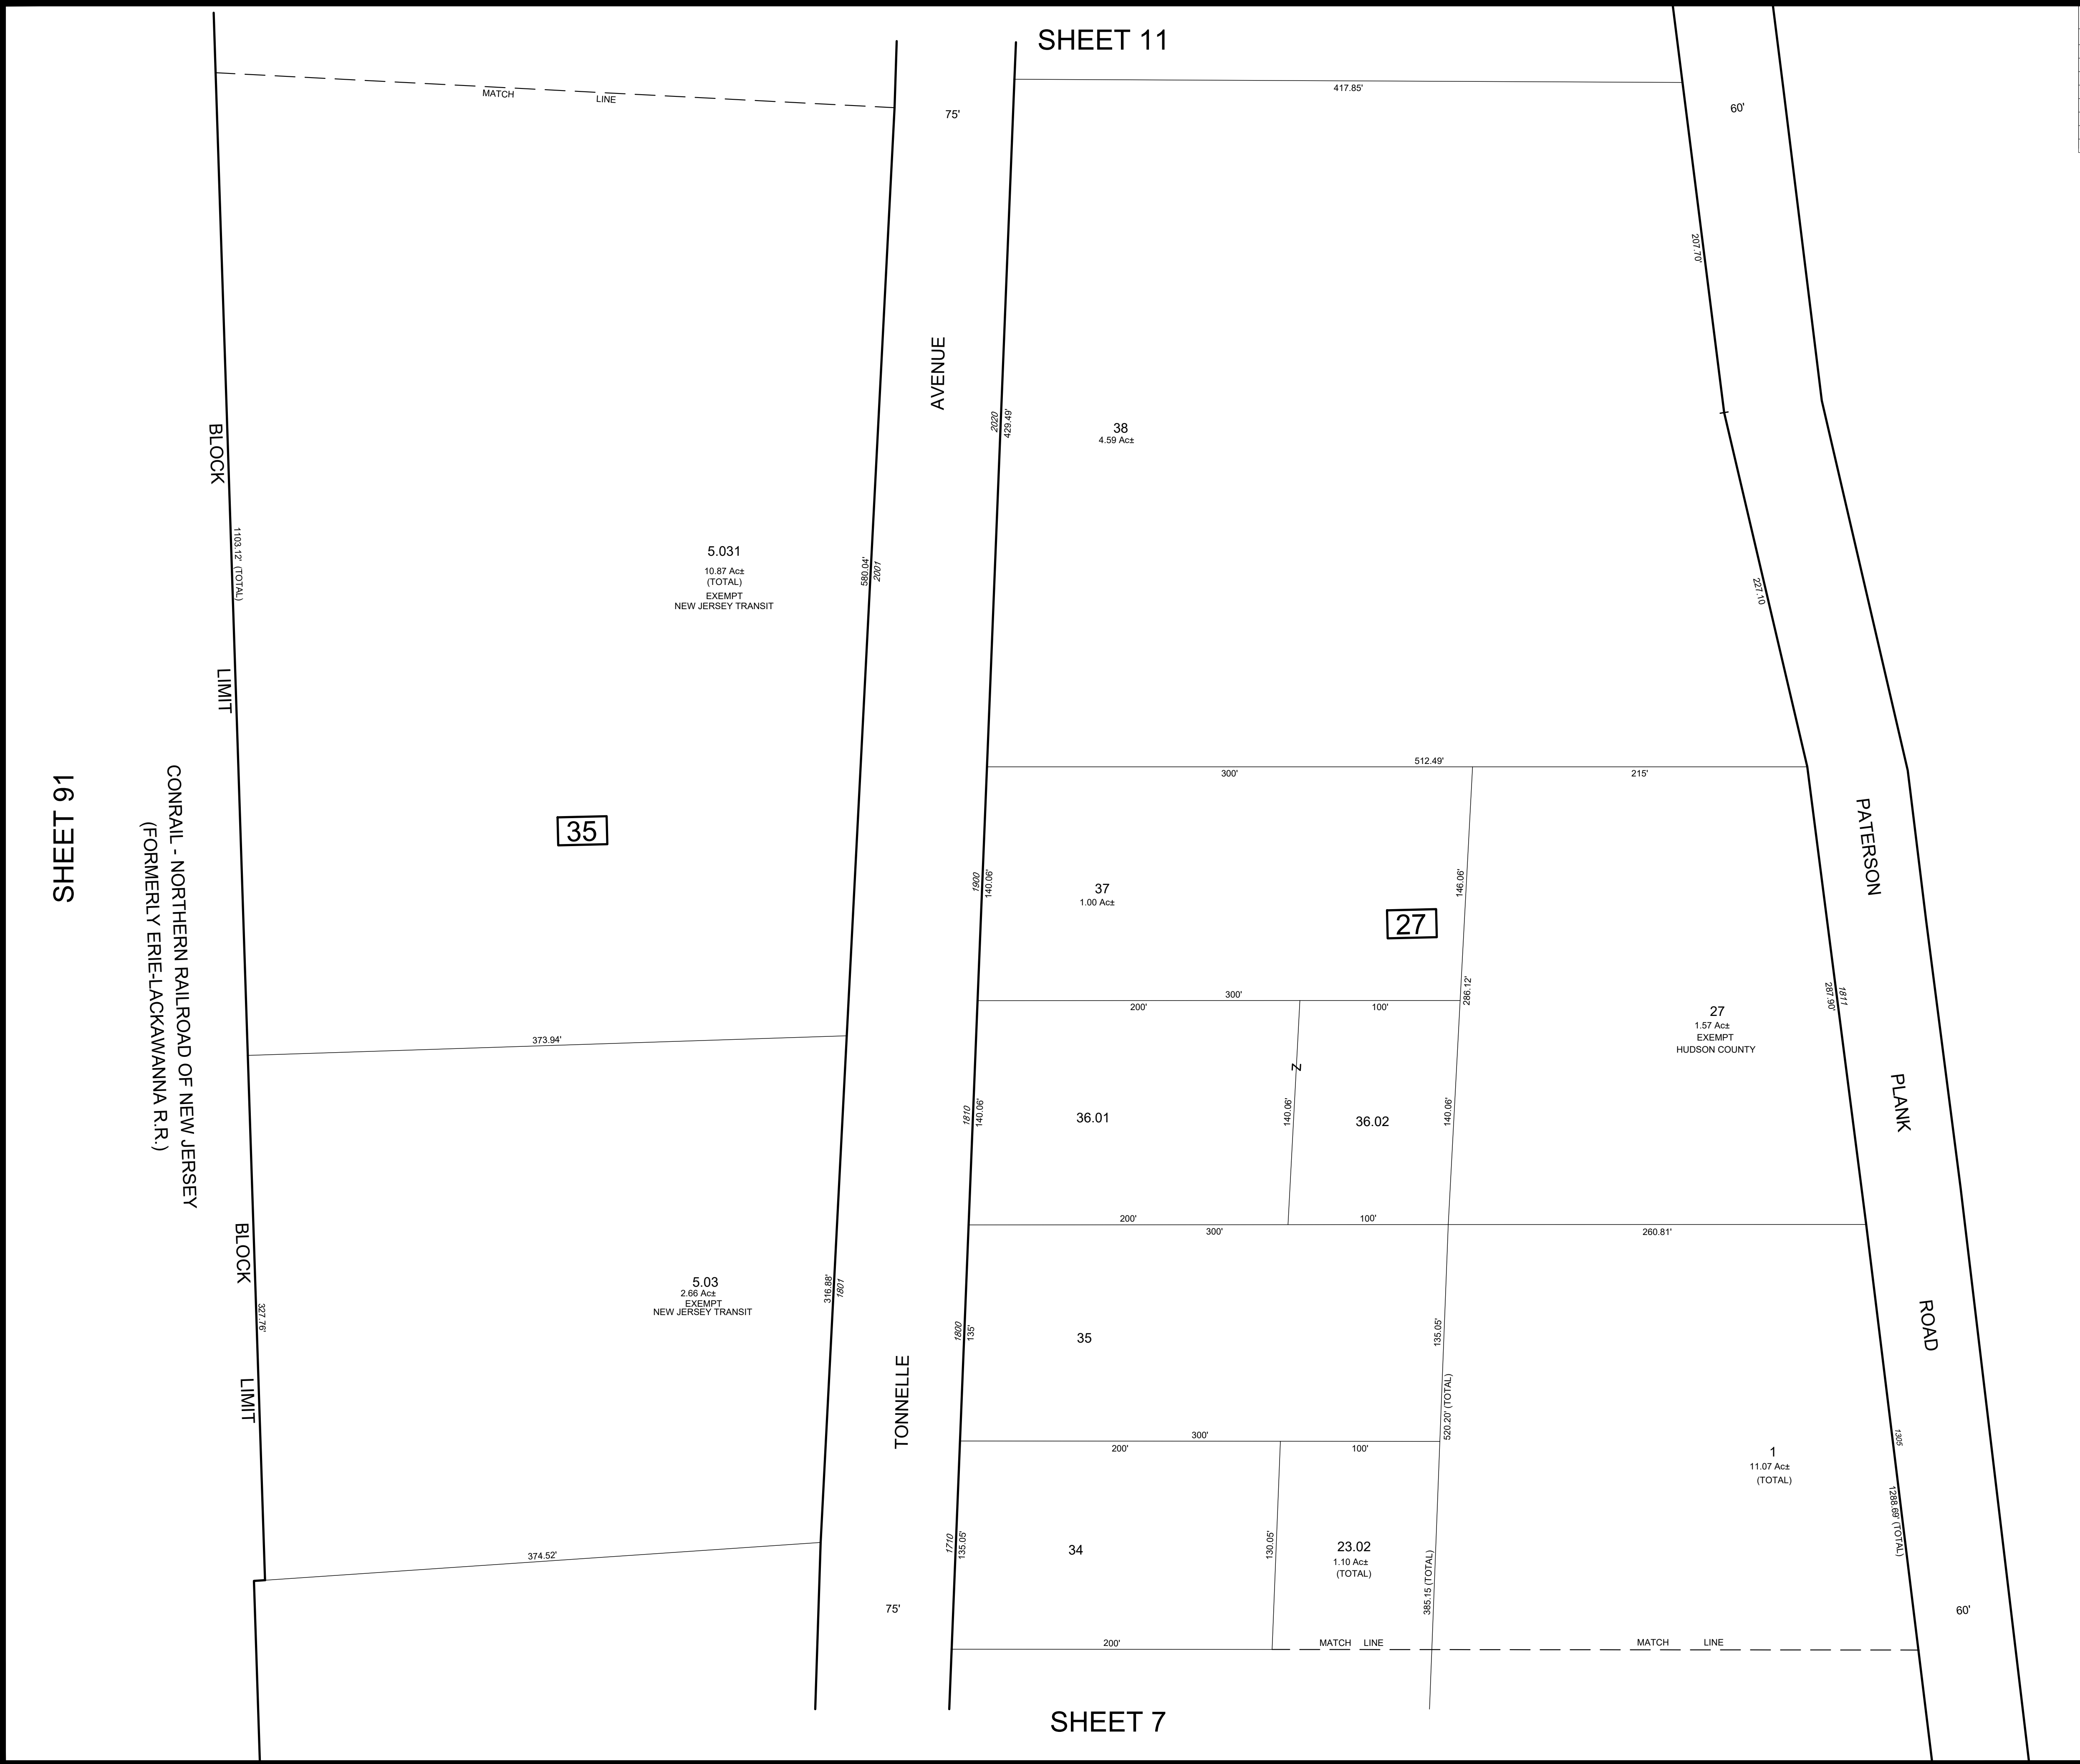 SHEET 11
MATCH LINE
75'
417.85'
60'
207.70'
AVENUE
2020
429.49'
38
4.59 Ac±
BLOCK
1103.12' (TOTAL)
LIMIT
5.031
10.87 Ac±
(TOTAL)
EXEMPT
NEW JERSEY TRANSIT
580.04'
2001
227.10
512.49'
300'
215'
SHEET 91
CONRAIL - NORTHERN RAILROAD OF NEW JERSEY
(FORMERLY ERIE-LACKAWANNA R.R.)
35
1900
140.06'
37
1.00 Ac±
146.06'
27
PATERSON
300'
200'
100'
286.12'
27
1.57 Ac±
EXEMPT
HUDSON COUNTY
287.90'
1811
373.94'
Z
1810
140.06'
36.01
140.06'
36.02
140.06'
PLANK
200'
100'
300'
260.81'
BLOCK
327.76'
LIMIT
5.03
2.66 Ac±
EXEMPT
NEW JERSEY TRANSIT
316.88'
1801
TONNELLE
1800
135'
35
135.05'
520.20' (TOTAL)
ROAD
300'
200'
100'
1305
1
11.07 Ac±
(TOTAL)
1288.69' (TOTAL)
374.52'
1710
135.05'
34
130.05'
23.02
1.10 Ac±
(TOTAL)
385.15 (TOTAL)
75'
60'
200'
MATCH LINE
MATCH LINE
SHEET 7